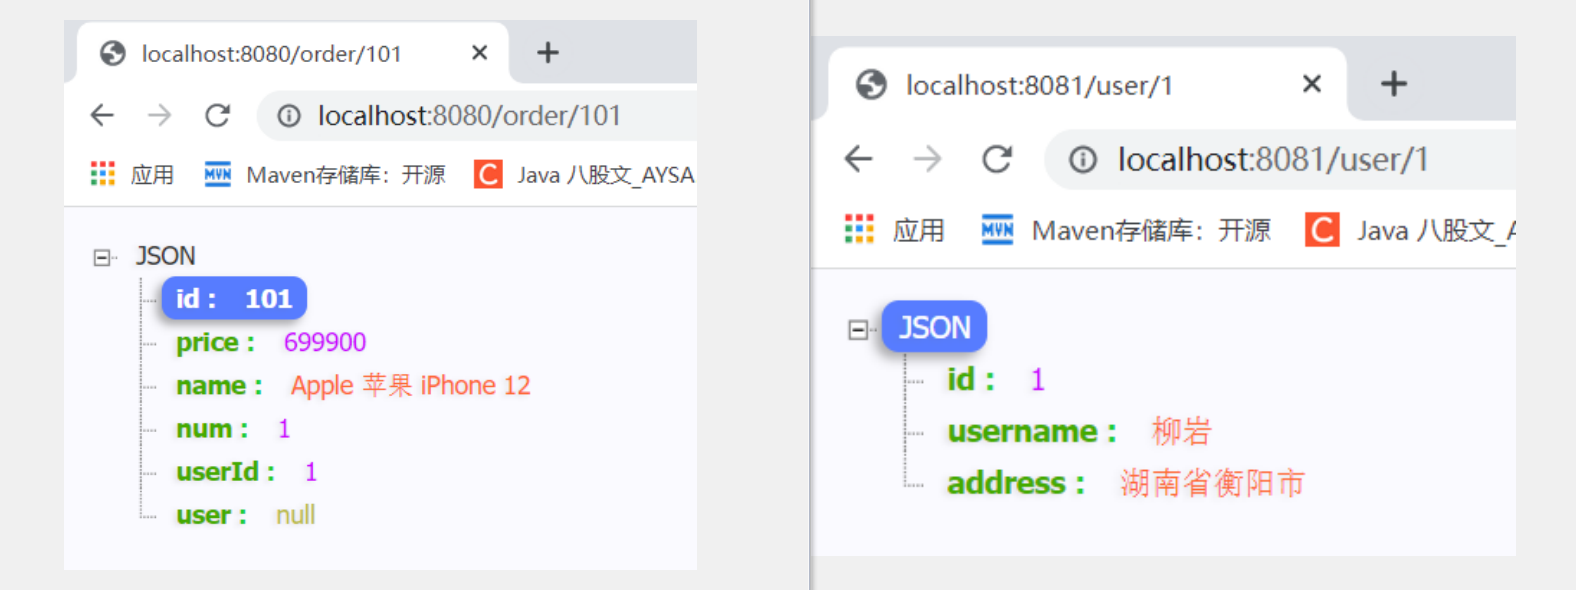 localhost:8080/order/101
localhost:8080/order/101
应用 MVN Maven存储库：开源 C Java 八股文_AYSA
JSON
id : 101
price : 699900
name : Apple 苹果 iPhone 12
num : 1
userId : 1
user : null
localhost:8081/user/1
localhost:8081/user/1
应用 MVN Maven存储库：开源 C Java 八股文_A
JSON
id : 1
username : 柳岩
address : 湖南省衡阳市